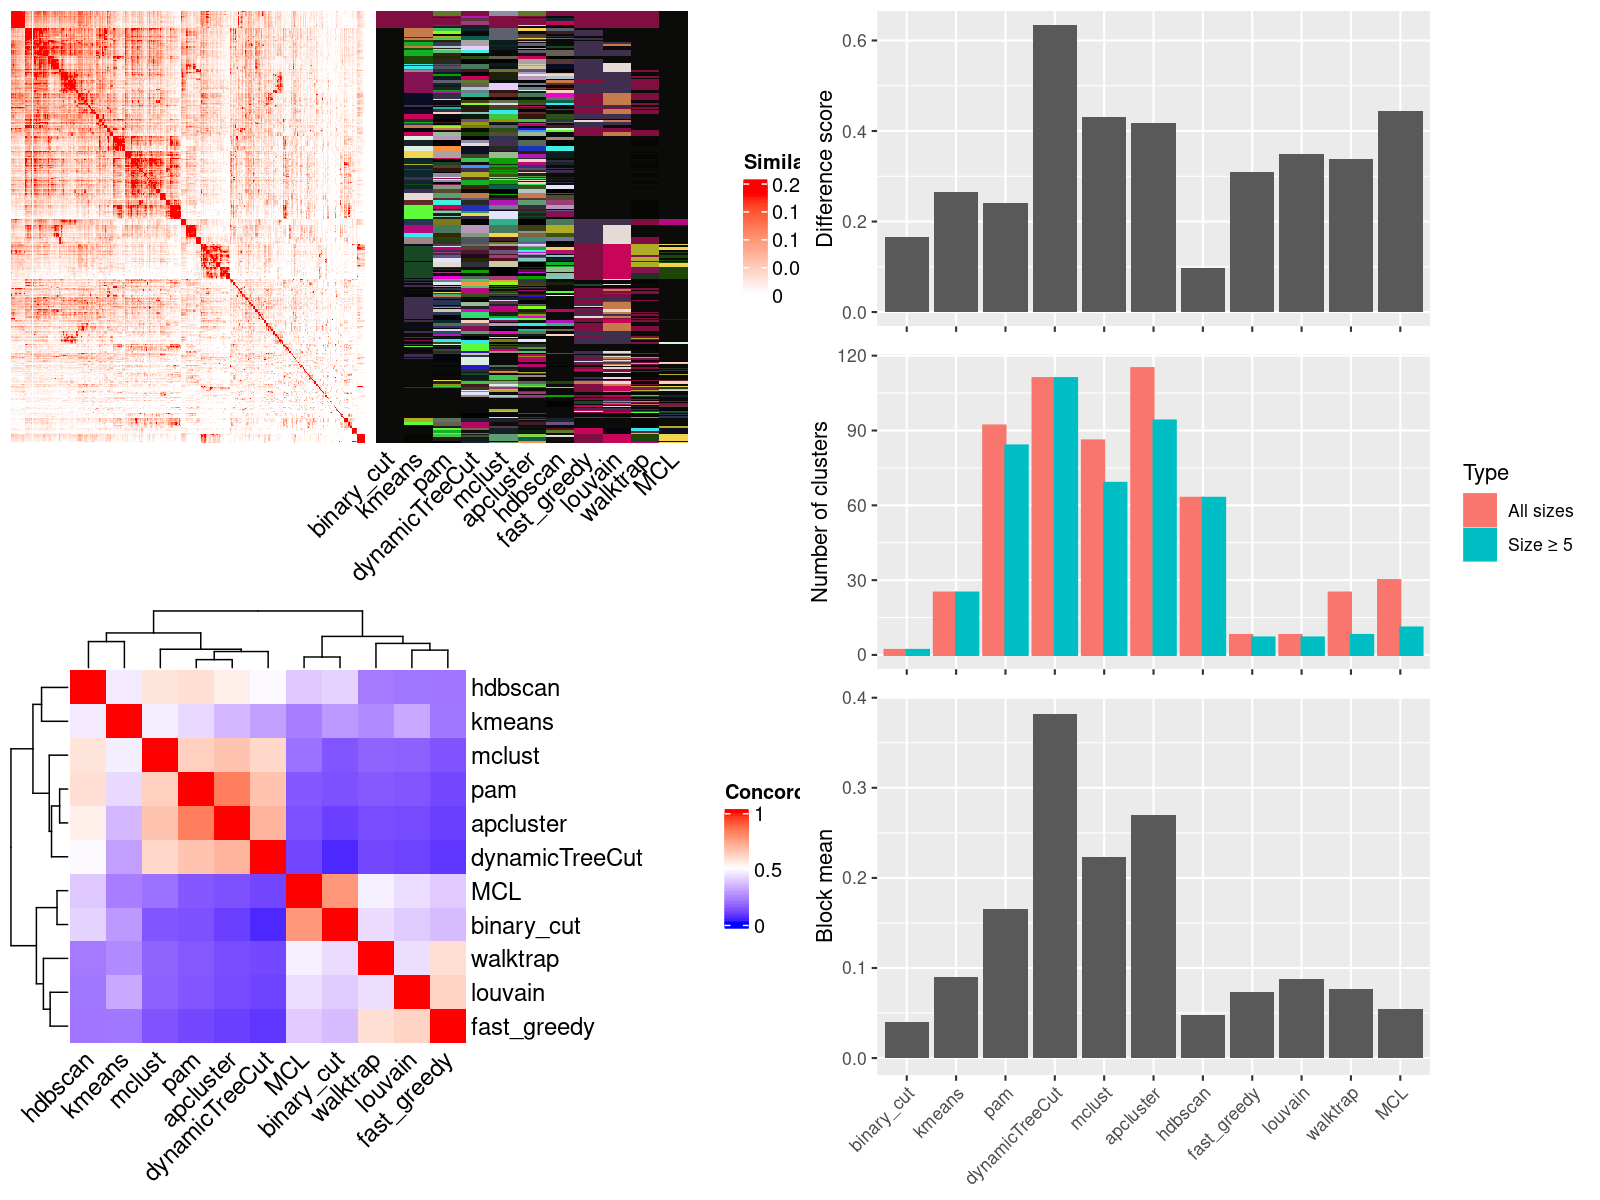 Simila
0.2
0.1
0.1
0.0
0
binary_cut
kmeans
pam
dynamicTreeCut
mclust
apcluster
hdbscan
fast_greedy
louvain
walktrap
MCL
Difference score
0.6
0.4
0.2
0.0
Number of clusters
120
90
60
30
0
Type
All sizes
Size ≥ 5
hdbscan
kmeans
mclust
pam
apcluster
dynamicTreeCut
MCL
binary_cut
walktrap
louvain
fast_greedy
hdbscan
kmeans
mclust
pam
apcluster
dynamicTreeCut
MCL
binary_cut
walktrap
louvain
fast_greedy
Concord
1
0.5
0
Block mean
0.4
0.3
0.2
0.1
0.0
binary_cut
kmeans
pam
dynamicTreeCut
mclust
apcluster
hdbscan
fast_greedy
louvain
walktrap
MCL